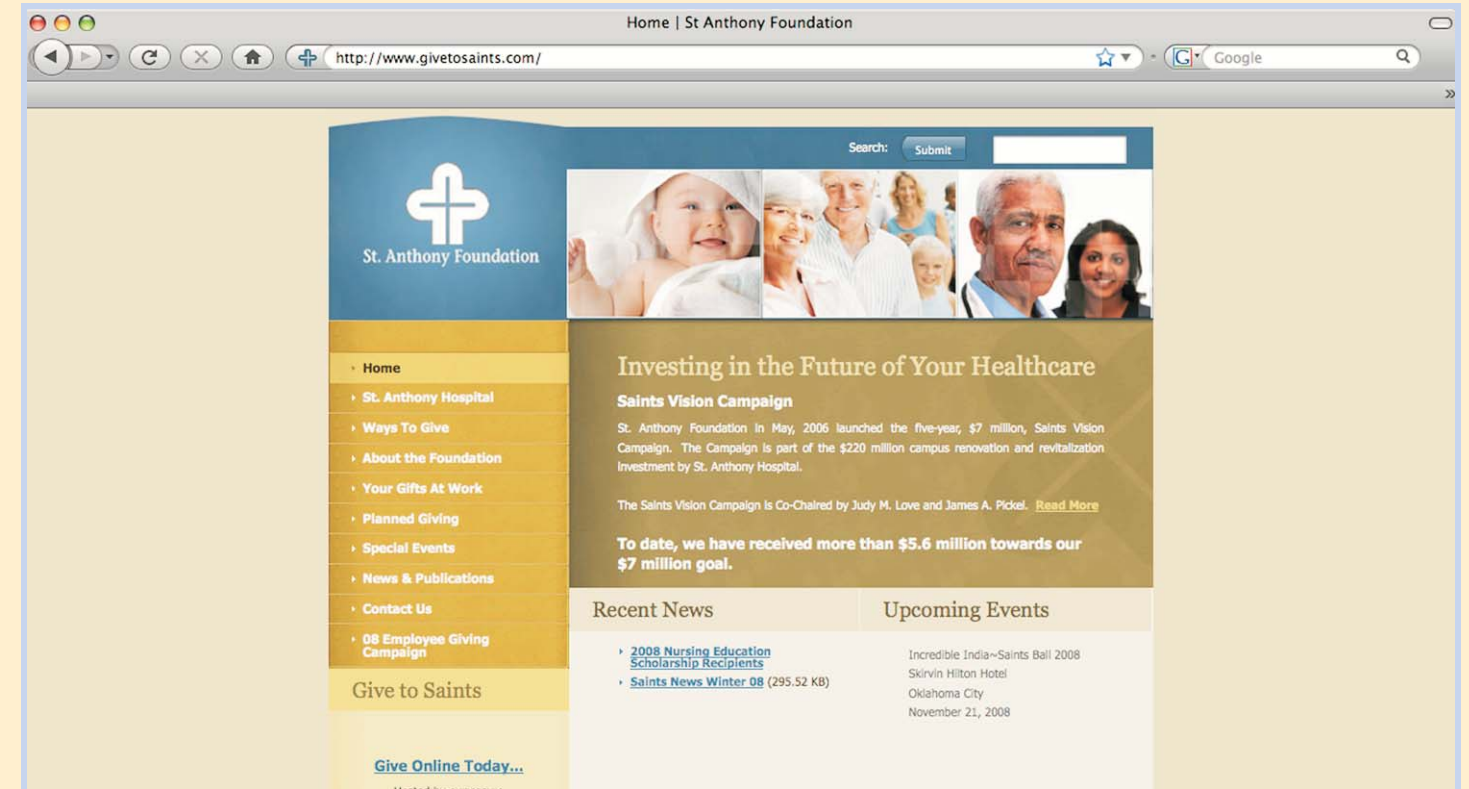 Home | St Anthony Foundation
http://www.givetosaints.com/
G
Google
»
Search:
Submit
St. Anthony Foundation
Home
St. Anthony Hospital
Ways To Give
About the Foundation
Your Gifts At Work
Planned Giving
Special Events
News & Publications
Contact Us
08 Employee Giving
Campaign
Give to Saints
Give Online Today...
Investing in the Future of Your Healthcare
Saints Vision Campaign
St. Anthony Foundation in May, 2006 launched the five-year, $7 million, Saints Vision
Campaign. The Campaign is part of the $220 million campus renovation and revitalization
investment by St. Anthony Hospital.
The Saints Vision Campaign is Co-Chaired by Judy M. Love and James A. Pickel. Read More
To date, we have received more than $5.6 million towards our
$7 million goal.
Recent News
2008 Nursing Education
Scholarship Recipients
Saints News Winter 08 (295.52 KB)
Upcoming Events
Incredible India~Saints Ball 2008
Skirvin Hilton Hotel
Oklahoma City
November 21, 2008